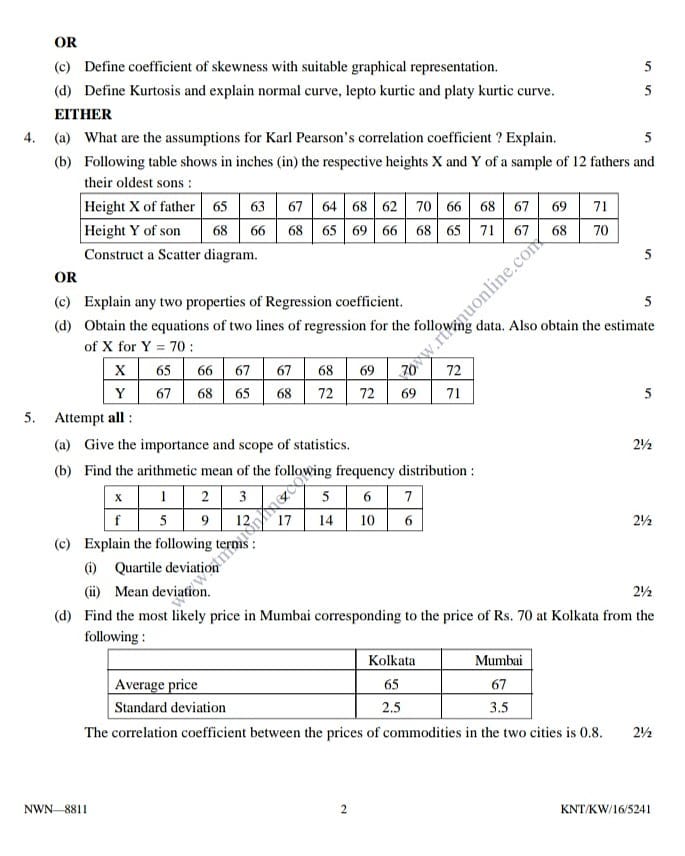 OR
(c) Define coefficient of skewness with suitable graphical representation. 5
(d) Define Kurtosis and explain normal curve, lepto kurtic and platy kurtic curve. 5
EITHER
4. (a) What are the assumptions for Karl Pearson's correlation coefficient ? Explain. 5
(b) Following table shows in inches (in) the respective heights X and Y of a sample of 12 fathers and
their oldest sons :
Height X of father 65 63 67 64 68 62 70 66 68 67 69 71
Height Y of son 68 66 68 65 69 66 68 65 71 67 68 70
Construct a Scatter diagram. 5
OR
(c) Explain any two properties of Regression coefficient. 5
(d) Obtain the equations of two lines of regression for the following data. Also obtain the estimate
of X for Y = 70 :
X 65 66 67 67 68 69 70 72
Y 67 68 65 68 72 72 69 71 5
www.rtmnuonline.com
5. Attempt all :
(a) Give the importance and scope of statistics. 2½
(b) Find the arithmetic mean of the following frequency distribution :
x 1 2 3 4 5 6 7
f 5 9 12 17 14 10 6 2½
(c) Explain the following terms :
(i) Quartile deviation
(ii) Mean deviation. 2½
www.rtmnuonline.com
(d) Find the most likely price in Mumbai corresponding to the price of Rs. 70 at Kolkata from the
following :
Kolkata Mumbai
Average price 65 67
Standard deviation 2.5 3.5
The correlation coefficient between the prices of commodities in the two cities is 0.8. 2½
NWN—8811 2 KNT/KW/16/5241